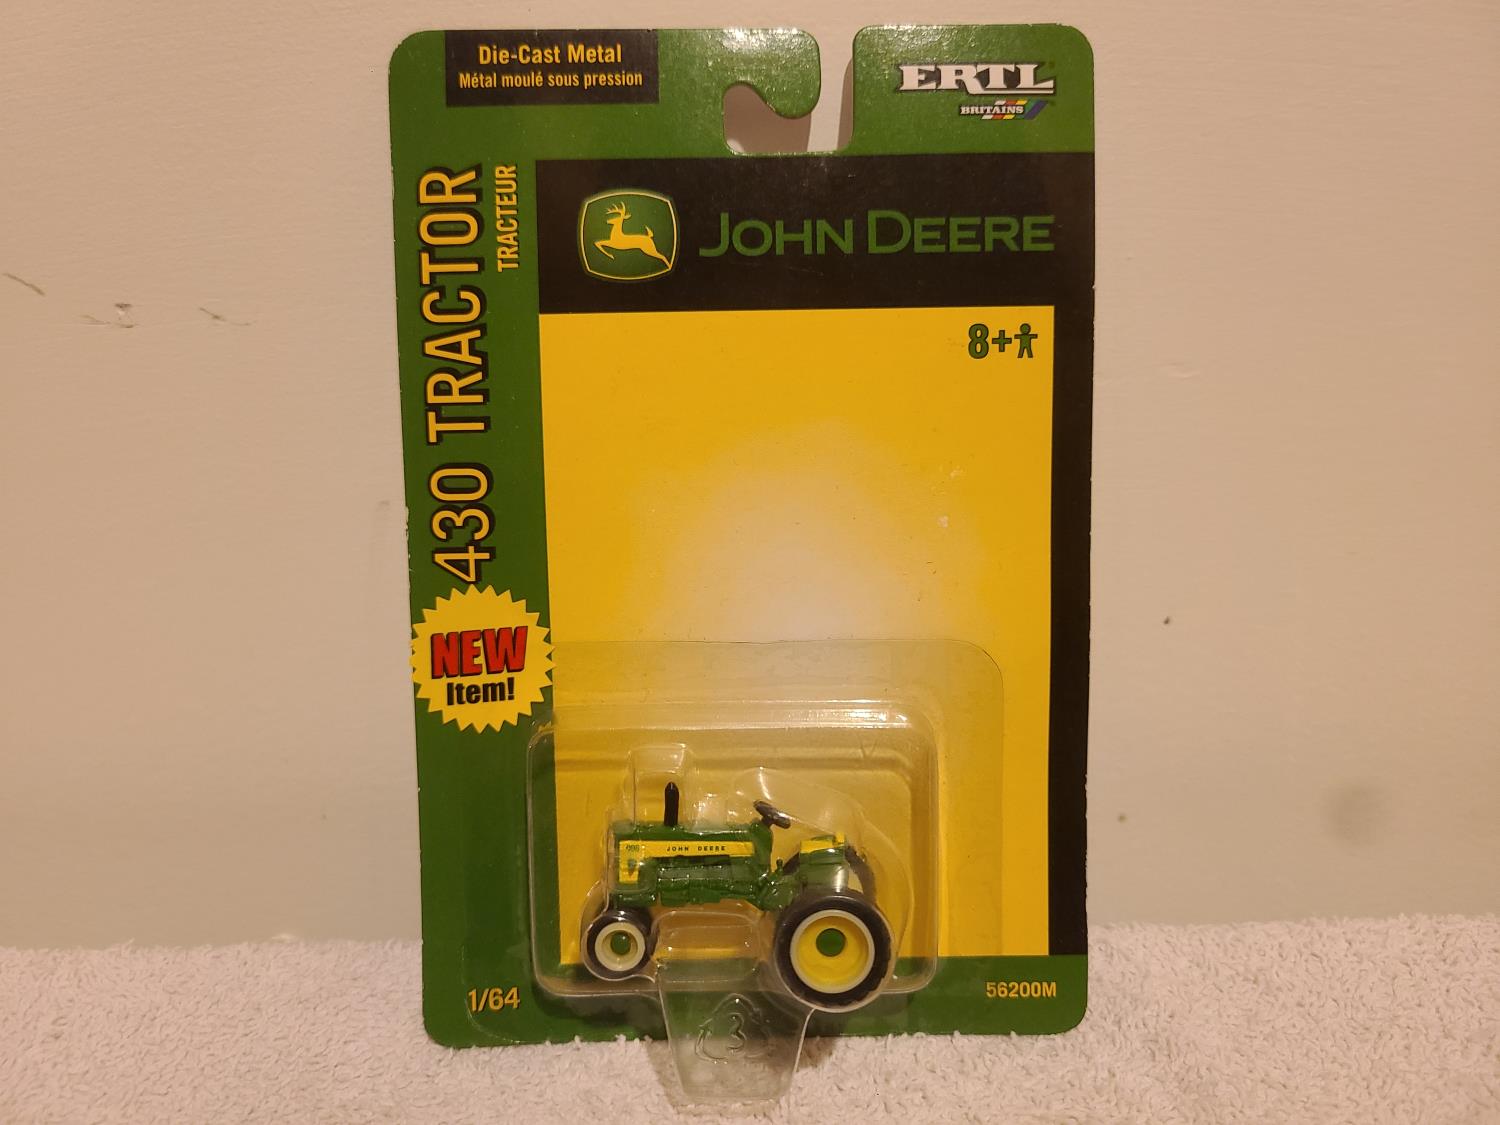 Die-Cast Metal
Métal moulé sous pression
ERTL
BRITAINS
430 TRACTOR
TRACTEUR
JOHN DEERE
8+
NEW
Item!
JOHN DEERE
1/64
56200M
3